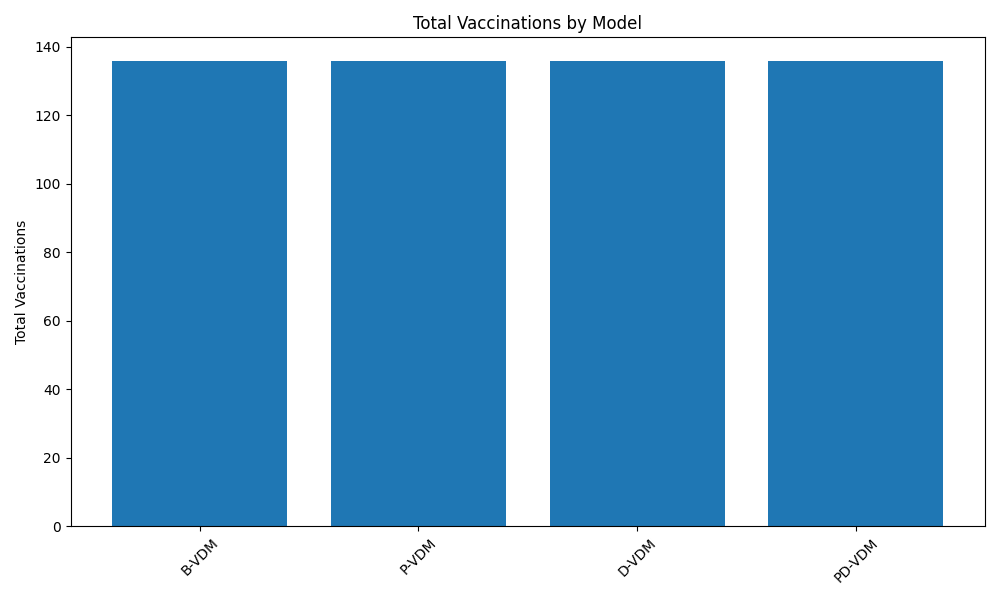 Total Vaccinations by Model
Total Vaccinations
140
120
100
80
60
40
20
0
B-VDM
P-VDM
D-VDM
PD-VDM